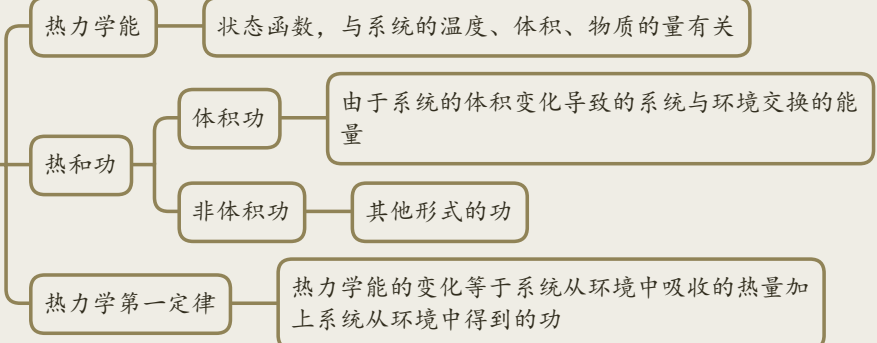 热力学能
状态函数，与系统的温度、体积、物质的量有关
热和功
体积功
由于系统的体积变化导致的系统与环境交换的能
量
非体积功
其他形式的功
热力学第一定律
热力学能的变化等于系统从环境中吸收的热量加
上系统从环境中得到的功